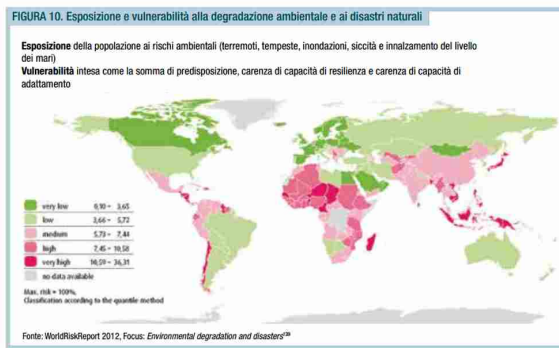 FIGURA 10. Esposizione e vulnerabilità alla degradazione ambientale e ai disastri naturali
Esposizione della popolazione ai rischi ambientali (terremoti, tempeste, inondazioni, siccità e innalzamento del livello
dei mari)
Vulnerabilità intesa come la somma di predisposizione, carenza di capacità di resilienza e carenza di capacità di
adattamento
very low 0,10 – 3,65
low 3,66 – 5,72
medium 5,73 – 7,44
high 7,45 – 10,58
very high 10,59 – 36,31
no data available
Max. risk = 100%,
Classification according to the quantile method
Fonte: WorldRiskReport 2012, Focus: Environmental degradation and disasters